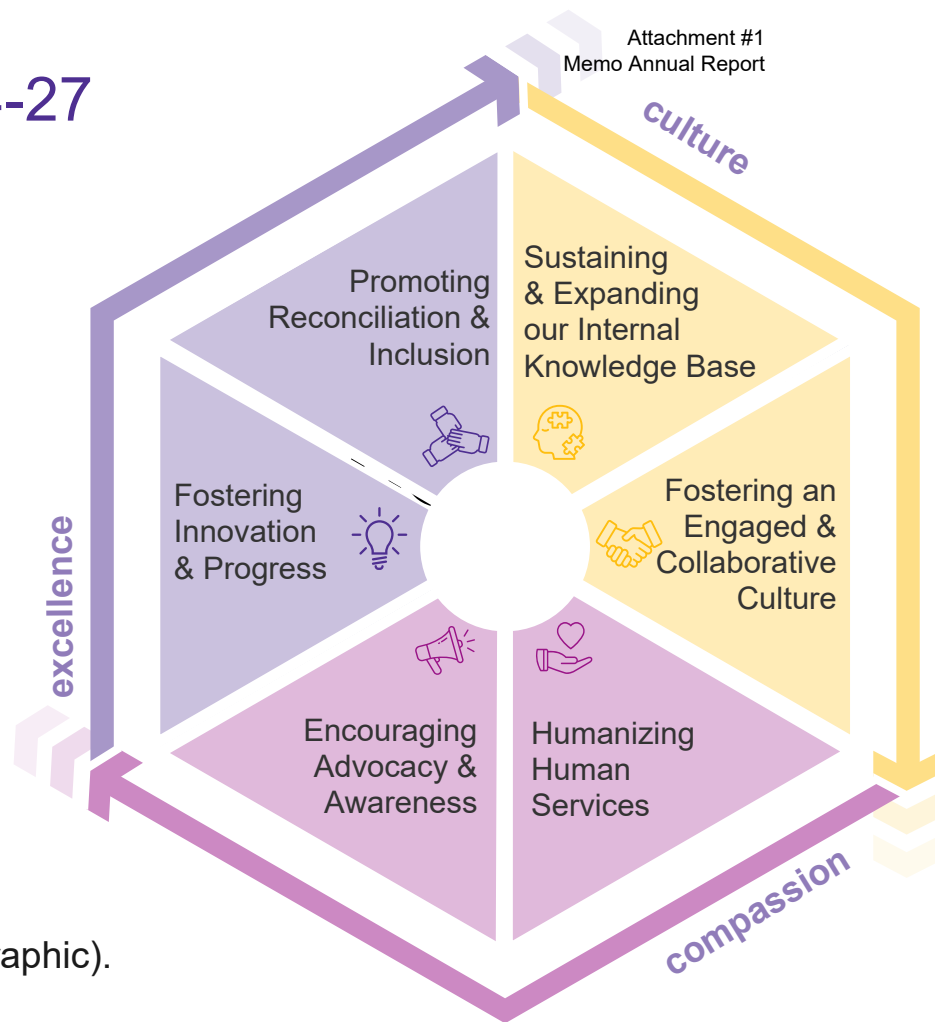 Attachment #1
Memo Annual Report
-27
culture
Promoting
Reconciliation &
Inclusion
Sustaining
& Expanding
our Internal
Knowledge Base
Fostering
Innovation
& Progress
Fostering an
Engaged &
Collaborative
Culture
excellence
Encouraging
Advocacy &
Awareness
Humanizing
Human
Services
compassion
raphic).